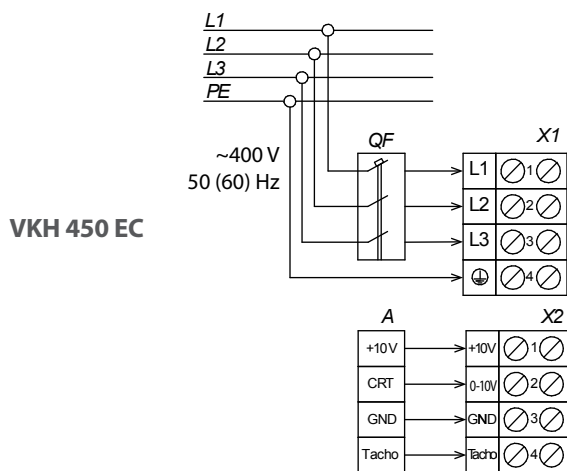 L1
L2
L3
PE
~400 V
50 (60) Hz
QF
X1
L1 1
L2 2
L3 3
4
VKH 450 EC
A
X2
+10V +10V 1
CRT 0-10V 2
GND GND 3
Tacho Tacho 4